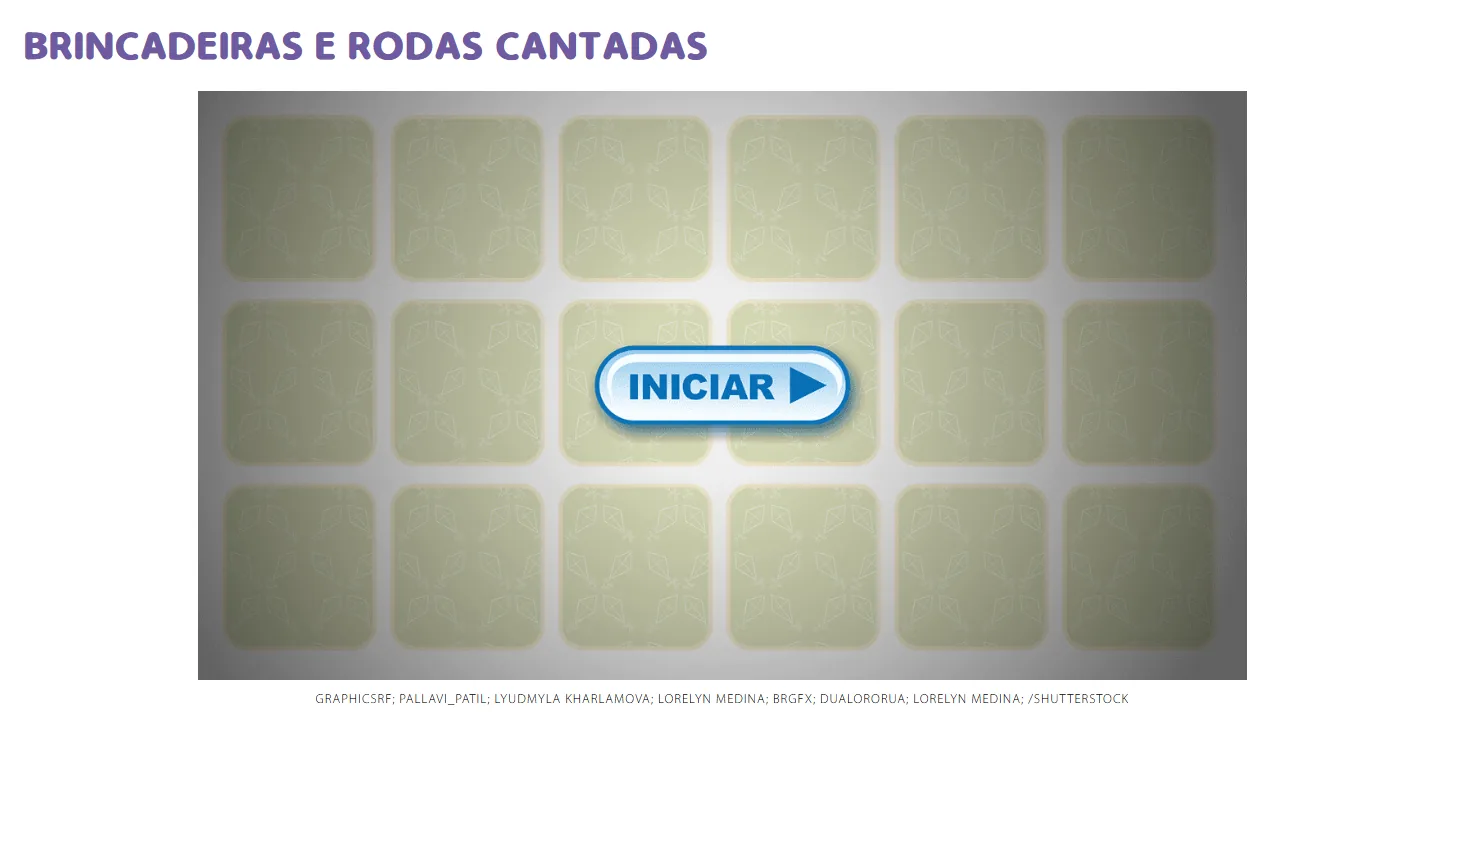 BRINCADEIRAS E RODAS CANTADAS
INICIAR
GRAPHICSRF; PALLAVI_PATIL; LYUDMYLA KHARLAMOVA; LORELYN MEDINA; BRGFX; DUALORORUA; LORELYN MEDINA; /SHUTTERSTOCK